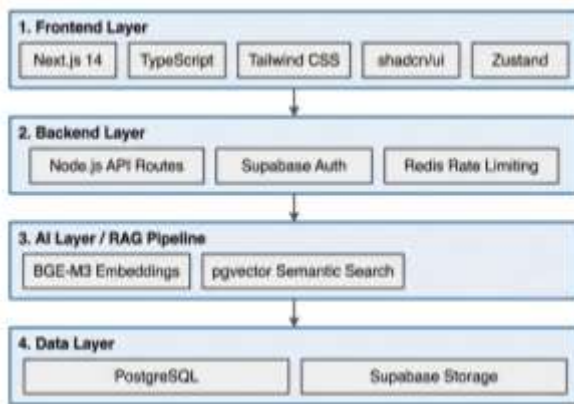 1. Frontend Layer
Next.js 14 TypeScript Tailwind CSS shadcn/ui Zustand
2. Backend Layer
Node.js API Routes Supabase Auth Redis Rate Limiting
3. AI Layer / RAG Pipeline
BGE-M3 Embeddings pgvector Semantic Search
4. Data Layer
PostgreSQL Supabase Storage